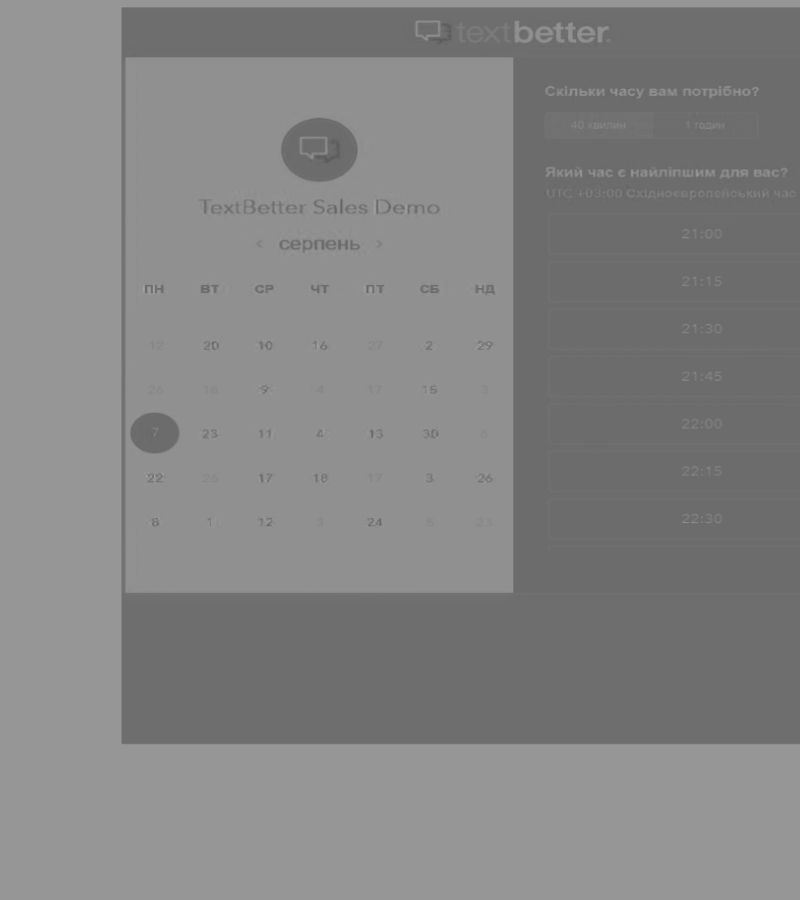 textbetter.
TextBetter Sales Demo
< серпень >
ПН ВТ СР ЧТ ПТ СБ НД
12 20 10 16 27 2 29
26 18 9 4 17 15 3
7 23 11 4 13 30 6
22 26 17 18 17 3 26
8 1 12 3 24 5 23
Скільки часу вам потрібно?
40 хвилин 1 годин
Який час є найліпшим для вас?
UTC +03:00 Східноєвропейський час
21:00
21:15
21:30
21:45
22:00
22:15
22:30